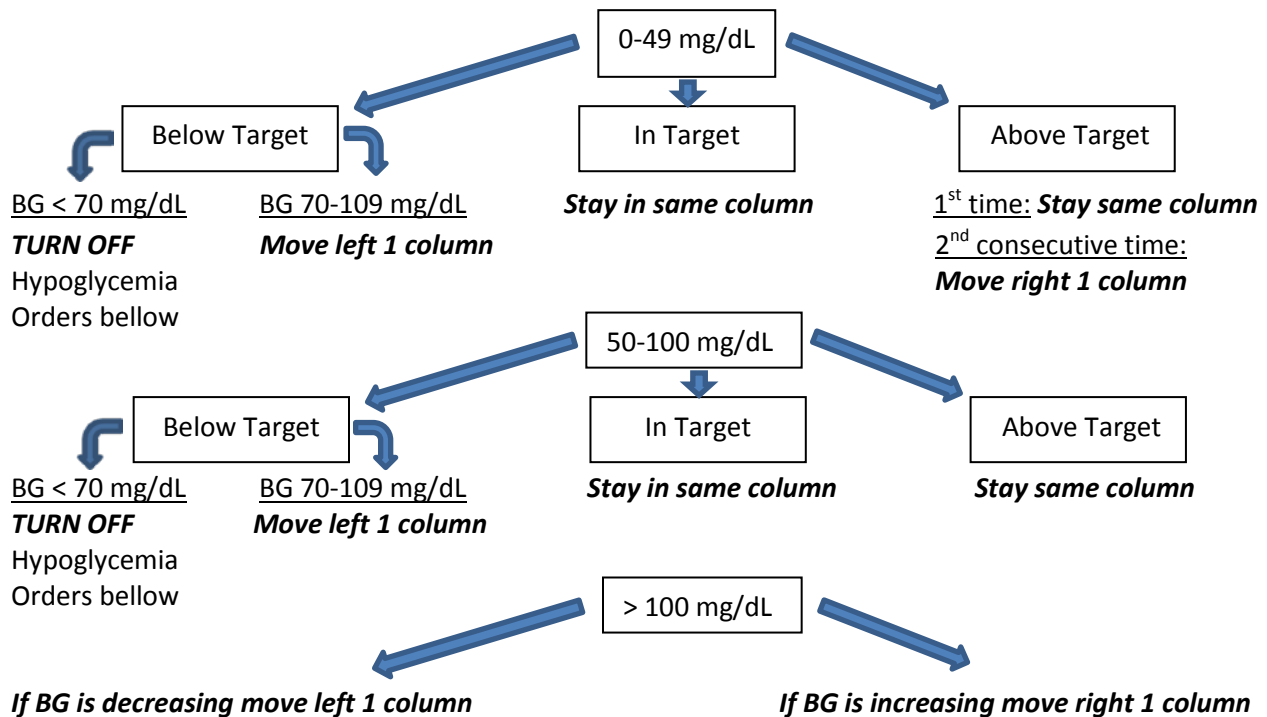 0-49 mg/dL
Below Target
In Target
Above Target
BG < 70 mg/dL
TURN OFF
Hypoglycemia
Orders bellow
BG 70-109 mg/dL
Move left 1 column
Stay in same column
1st time: Stay same column
2nd consecutive time:
Move right 1 column
50-100 mg/dL
Below Target
In Target
Above Target
BG < 70 mg/dL
TURN OFF
Hypoglycemia
Orders bellow
BG 70-109 mg/dL
Move left 1 column
Stay in same column
Stay same column
> 100 mg/dL
If BG is decreasing move left 1 column
If BG is increasing move right 1 column